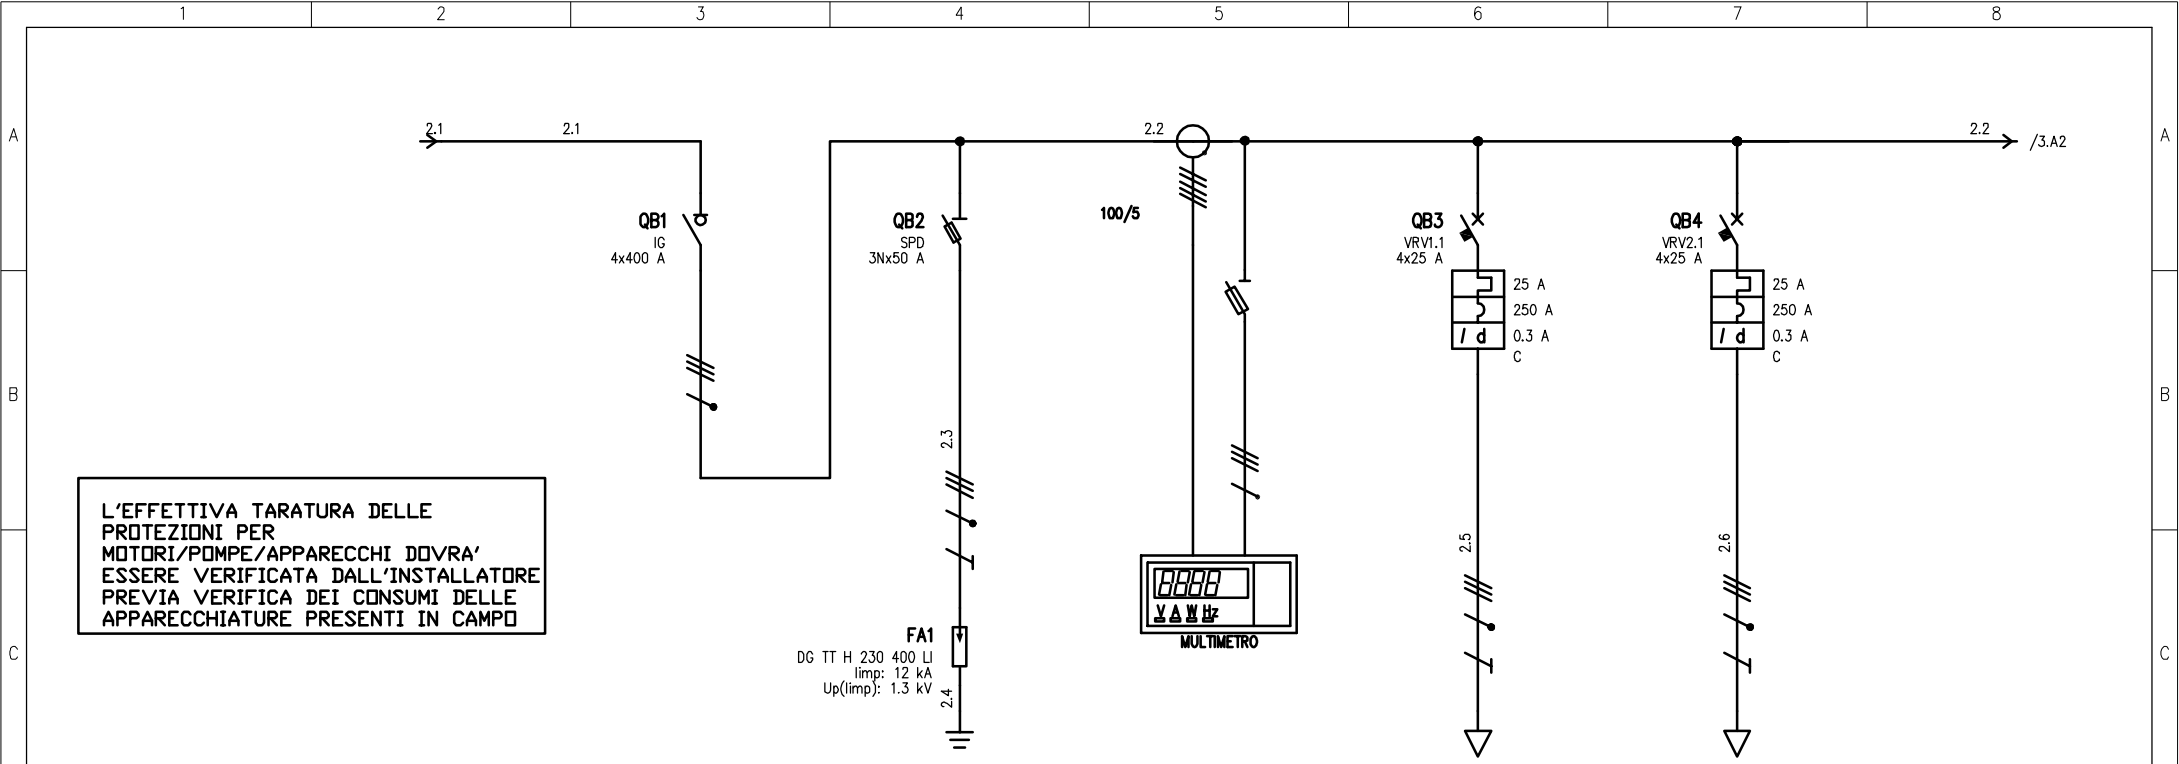 1 2 3 4 5 6 7 8
A A
2.1 2.1 2.2 2.2
/3.A2
QB1
IG
4x400 A
QB2
SPD
3Nx50 A
100/5
QB3
VRV1.1
4x25 A
25 A
250 A
I d 0.3 A
C
QB4
VRV2.1
4x25 A
25 A
250 A
I d 0.3 A
C
B B
2.3
2.5
2.6
L'EFFETTIVA TARATURA DELLE
PROTEZIONI PER
MOTORI/POMPE/APPARECCHI DOVRA'
ESSERE VERIFICATA DALL'INSTALLATORE
PREVIA VERIFICA DEI CONSUMI DELLE
APPARECCHIATURE PRESENTI IN CAMPO
8888
V A W Hz
MULTIMETRO
FA1
DG TT H 230 400 LI
Iimp: 12 kA
Up(Iimp): 1.3 kV
2.4
C C